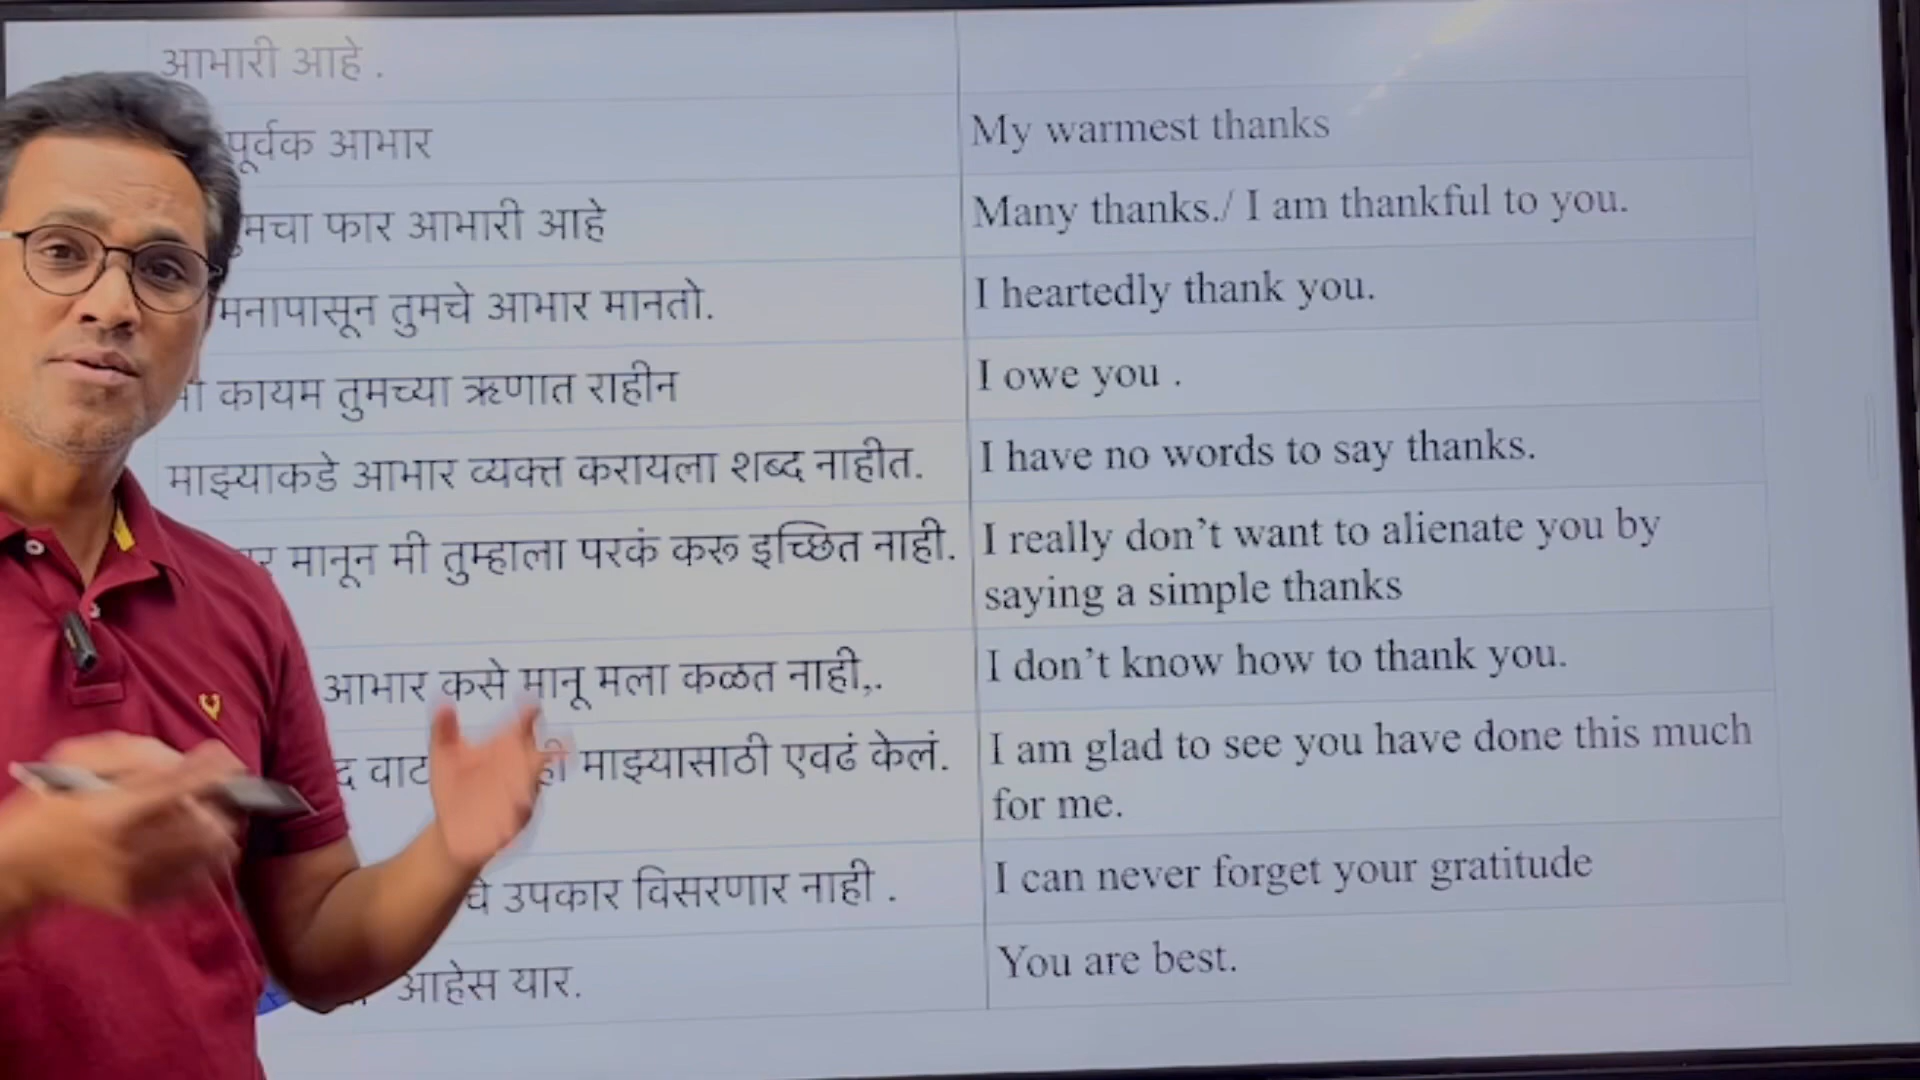 आभारी आहे .
पूर्वक आभार
My warmest thanks
फार आभारी आहे
Many thanks./ I am thankful to you.
मनापासून तुमचे आभार मानतो.
I heartedly thank you.
कायम तुमच्या ऋणात राहीन
I owe you .
माझ्याकडे आभार व्यक्त करायला शब्द नाहीत.
I have no words to say thanks.
मानून मी तुम्हाला परकं करू इच्छित नाही.
I really don’t want to alienate you by
saying a simple thanks
आभार कसे मानू मला कळत नाही,.
I don’t know how to thank you.
माझ्यासाठी एवढं केलं.
I am glad to see you have done this much
for me.
उपकार विसरणार नाही .
I can never forget your gratitude
आहेस यार.
You are best.